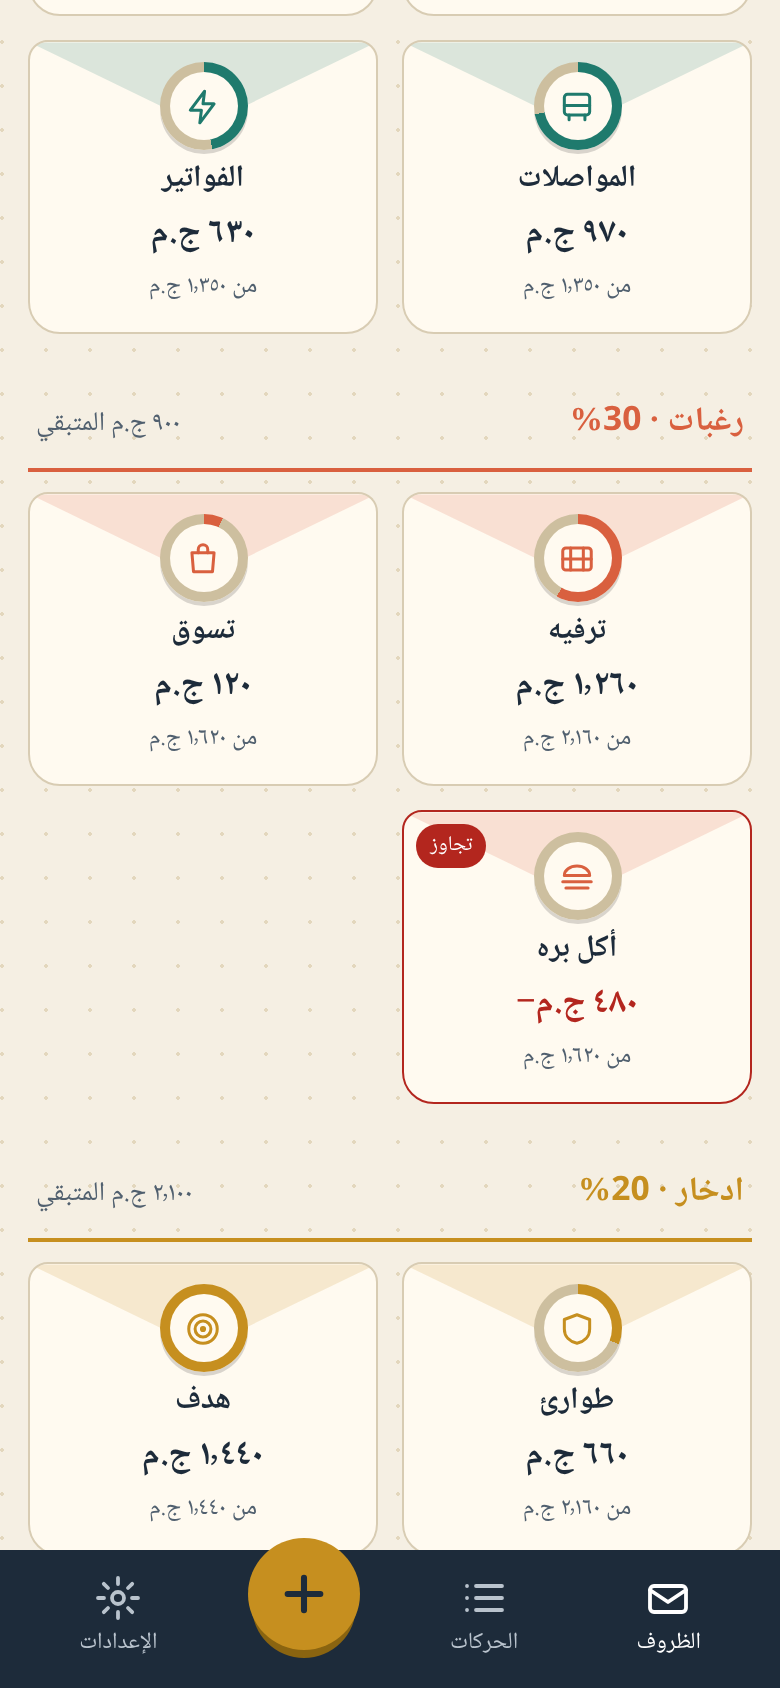 المواصلات
٩٧٠ ج.م
من ١,٣٥٠ ج.م
الفواتير
٦٣٠ ج.م
من ١,٣٥٠ ج.م
رغبات · 30%
٩٠٠ ج.م المتبقي
ترفيه
١,٢٦٠ ج.م
من ٢,١٦٠ ج.م
تسوق
١٢٠ ج.م
من ١,٦٢٠ ج.م
تجاوز
أكل بره
٤٨٠ ج.م−
من ١,٦٢٠ ج.م
ادخار · 20%
٢,١٠٠ ج.م المتبقي
طوارئ
٦٦٠ ج.م
من ٢,١٦٠ ج.م
هدف
١,٤٤٠ ج.م
من ١,٤٤٠ ج.م
الظروف
الحركات
الإعدادات